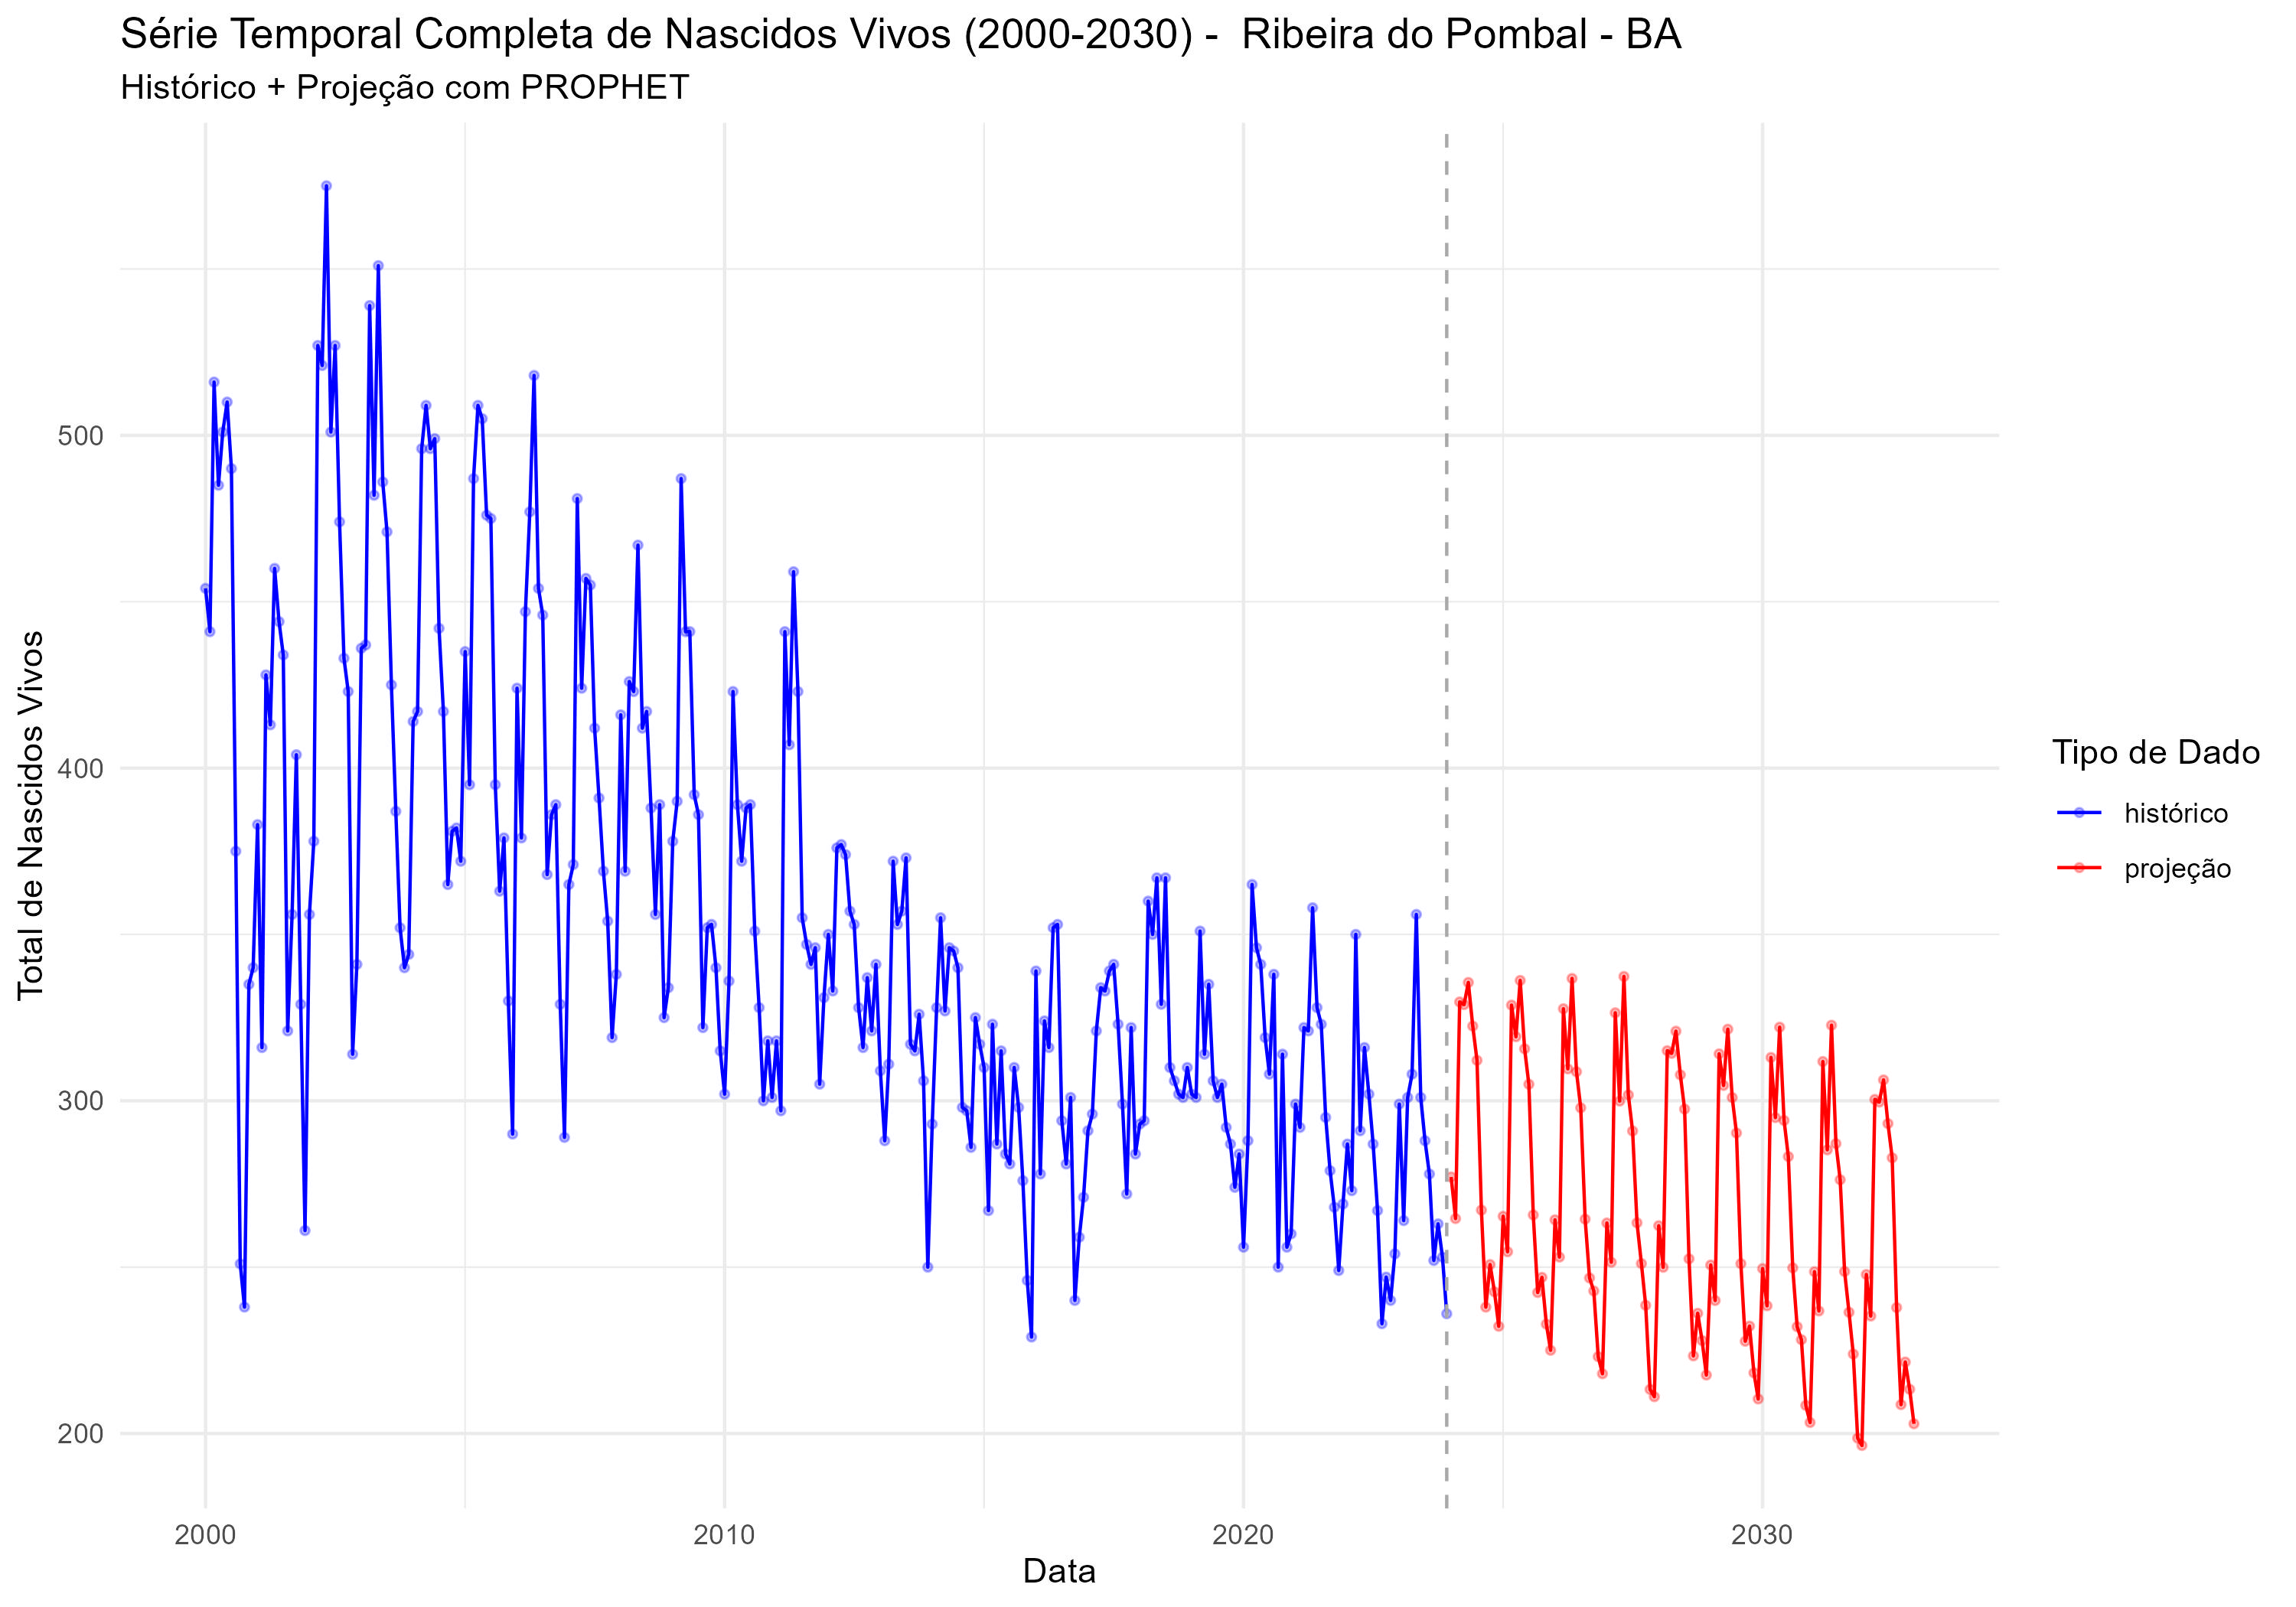 Série Temporal Completa de Nascidos Vivos (2000-2030) -  Ribeira do Pombal - BA
Histórico + Projeção com PROPHET
Total de Nascidos Vivos
500
400
300
200
2000
2010
2020
2030
Data
Tipo de Dado
histórico
projeção